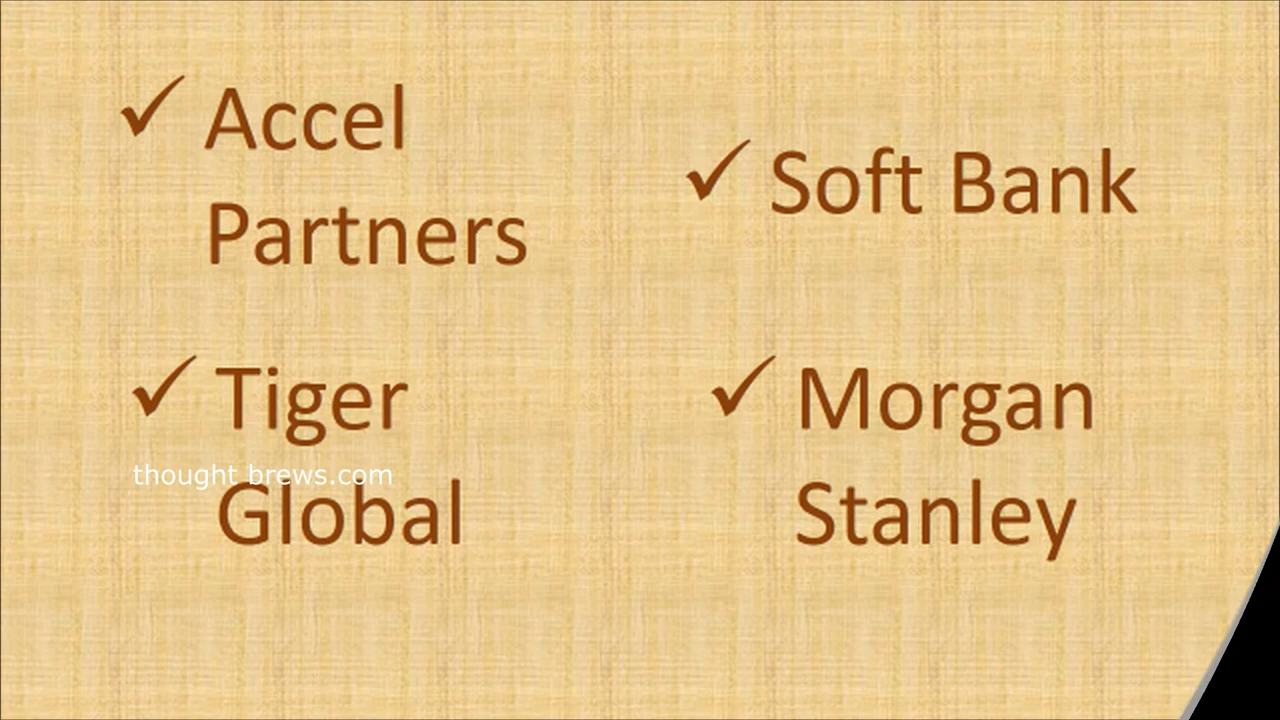 ✓ Accel
Partners
✓ Soft Bank
✓ Tiger
Global
✓ Morgan
Stanley
thought brews.com